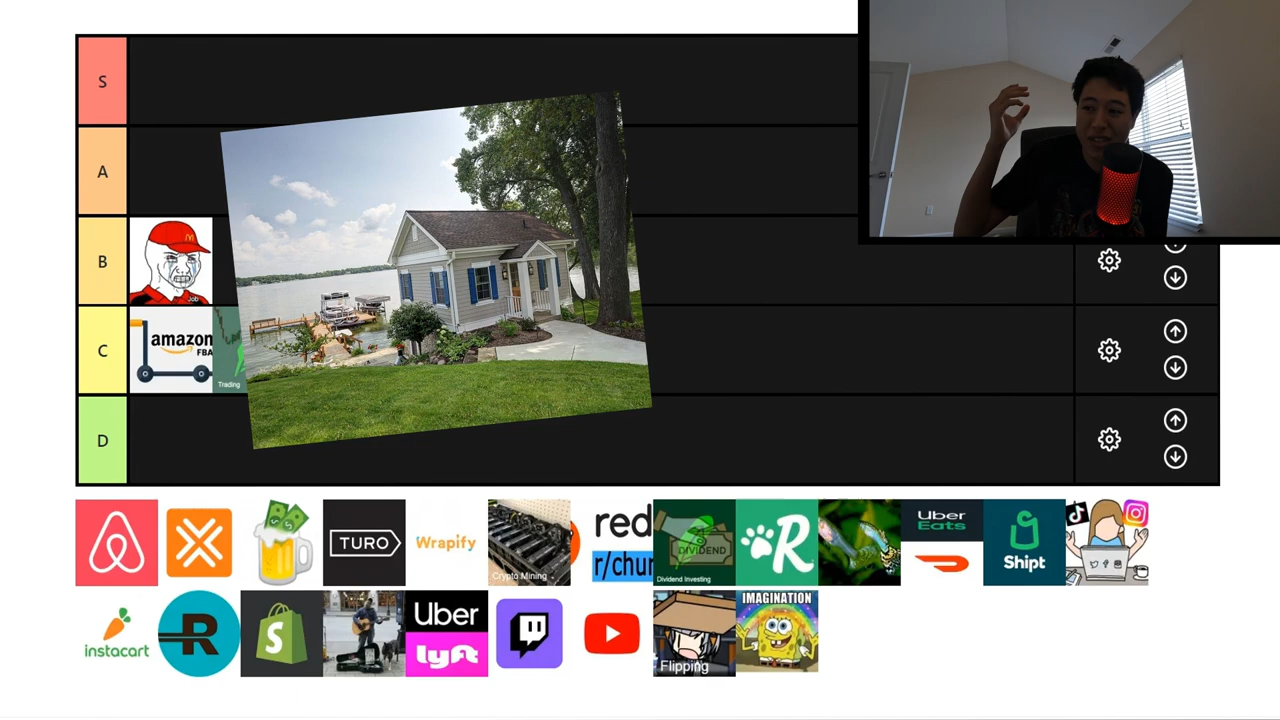 S
A
B
Job
C
amazon
FBA
Trading
D
TURO
Wrapify
Crypto Mining
red
r/chur
DIVIDEND
Dividend Investing
R
Uber
Eats
Shipt
instacart
R
S
Uber
lyft
Flipping
IMAGINATION